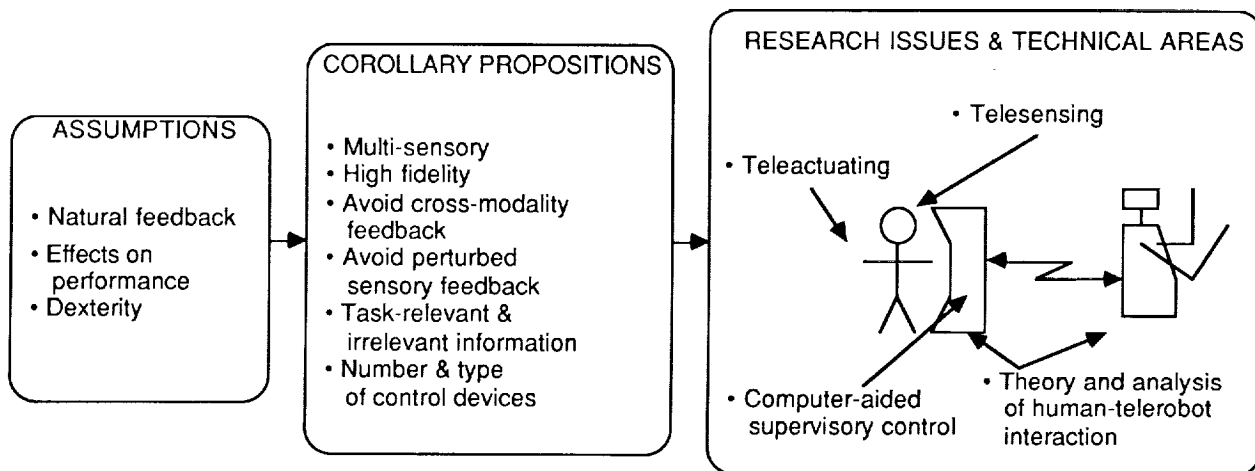 ASSUMPTIONS
• Natural feedback
• Effects on
performance
• Dexterity
COROLLARY PROPOSITIONS
• Multi-sensory
• High fidelity
• Avoid cross-modality
feedback
• Avoid perturbed
sensory feedback
• Task-relevant &
irrelevant information
• Number & type
of control devices
RESEARCH ISSUES & TECHNICAL AREAS
• Telesensing
• Teleactuating
• Computer-aided
supervisory control
• Theory and analysis
of human-telerobot
interaction